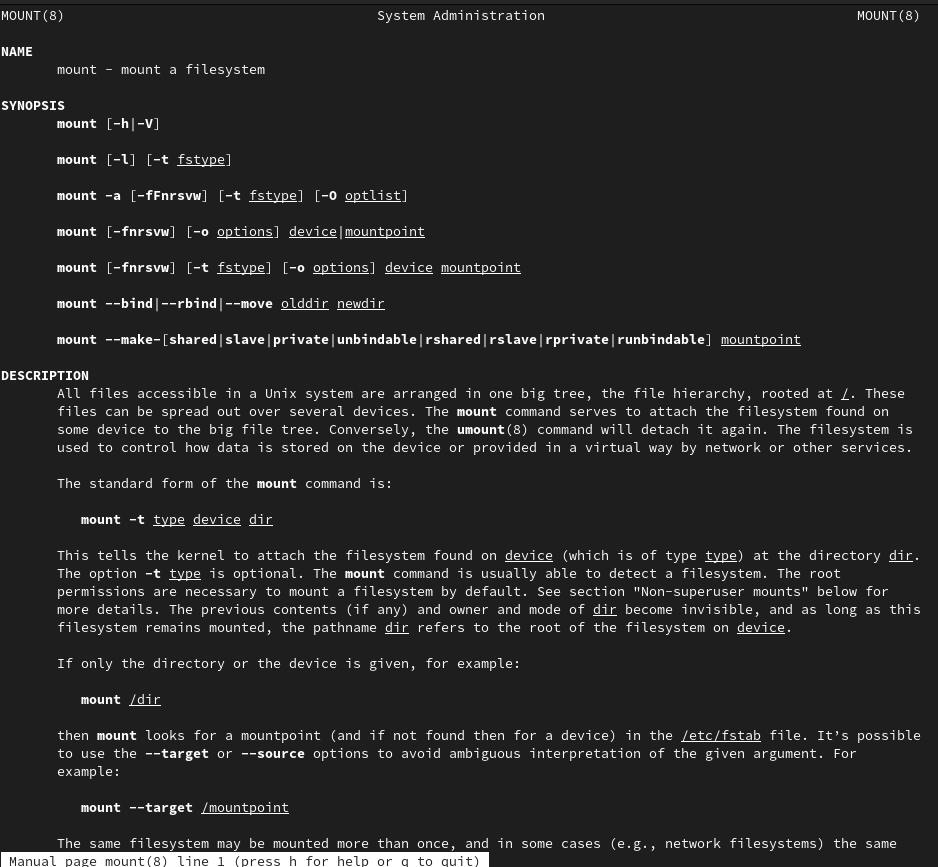 MOUNT(8) System Administration MOUNT(8)
NAME
mount - mount a filesystem
SYNOPSIS
mount [-h|-V]
mount [-l] [-t fstype]
mount -a [-fFnrsvw] [-t fstype] [-O optlist]
mount [-fnrsvw] [-o options] device|mountpoint
mount [-fnrsvw] [-t fstype] [-o options] device mountpoint
mount --bind|--rbind|--move olddir newdir
mount --make-[shared|slave|private|unbindable|rshared|rslave|rprivate|runbindable] mountpoint
DESCRIPTION
All files accessible in a Unix system are arranged in one big tree, the file hierarchy, rooted at /. These
files can be spread out over several devices. The mount command serves to attach the filesystem found on
some device to the big file tree. Conversely, the umount(8) command will detach it again. The filesystem is
used to control how data is stored on the device or provided in a virtual way by network or other services.
The standard form of the mount command is:
mount -t type device dir
This tells the kernel to attach the filesystem found on device (which is of type type) at the directory dir.
The option -t type is optional. The mount command is usually able to detect a filesystem. The root
permissions are necessary to mount a filesystem by default. See section "Non-superuser mounts" below for
more details. The previous contents (if any) and owner and mode of dir become invisible, and as long as this
filesystem remains mounted, the pathname dir refers to the root of the filesystem on device.
If only the directory or the device is given, for example:
mount /dir
then mount looks for a mountpoint (and if not found then for a device) in the /etc/fstab file. It’s possible
to use the --target or --source options to avoid ambiguous interpretation of the given argument. For
example:
mount --target /mountpoint
The same filesystem may be mounted more than once, and in some cases (e.g., network filesystems) the same
Manual page mount(8) line 1 (press h for help or q to quit)